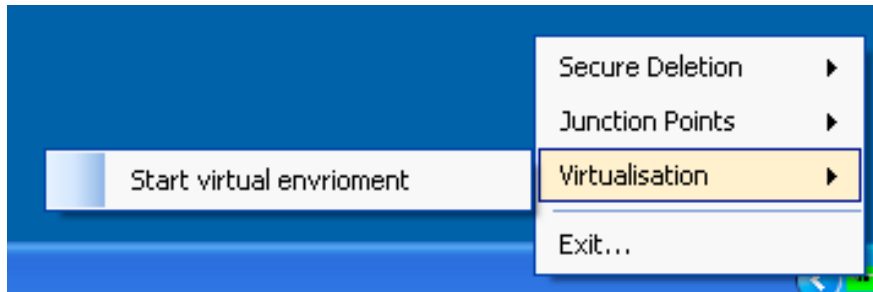 Secure Deletion
Junction Points
Virtualisation
Start virtual envrioment
Exit...